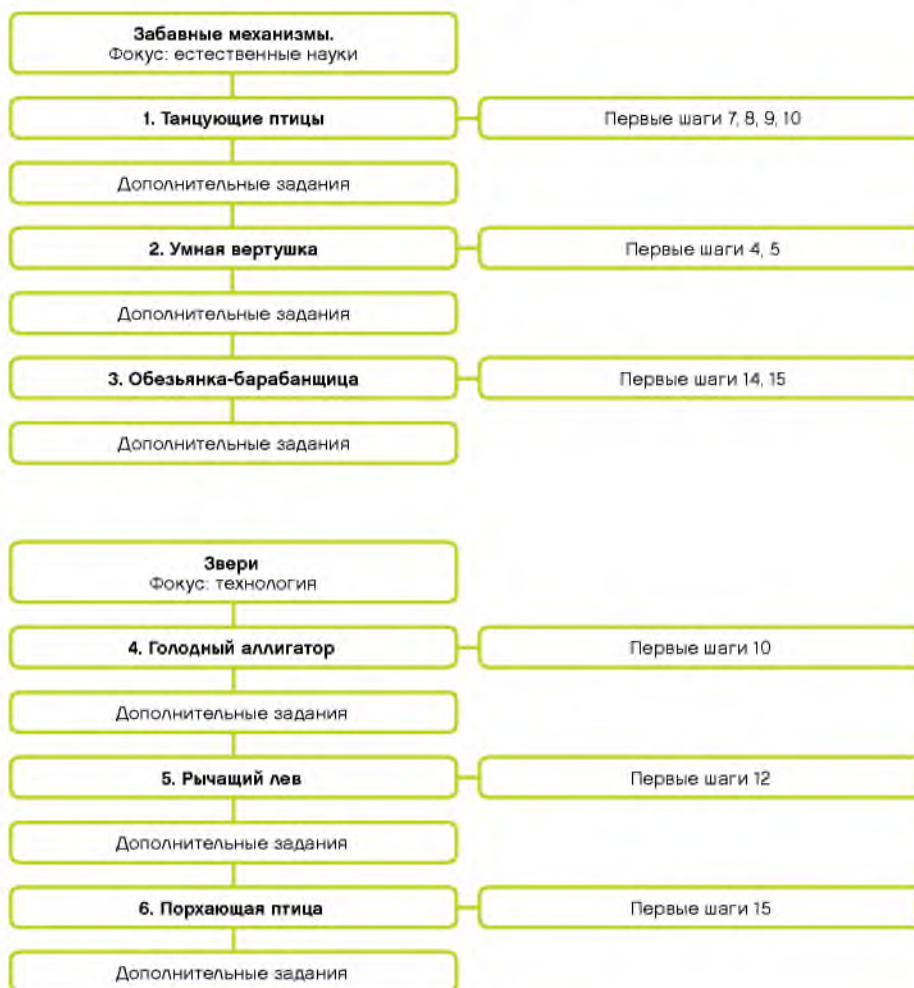 Забавные механизмы.
Фокус: естественные науки
1. Танцующие птицы
Первые шаги 7, 8, 9, 10
Дополнительные задания
2. Умная вертушка
Первые шаги 4, 5
Дополнительные задания
3. Обезьянка-барабанщица
Первые шаги 14, 15
Дополнительные задания
Звери
Фокус: технология
4. Голодный аллигатор
Первые шаги 10
Дополнительные задания
5. Рычащий лев
Первые шаги 12
Дополнительные задания
6. Порхающая птица
Первые шаги 15
Дополнительные задания